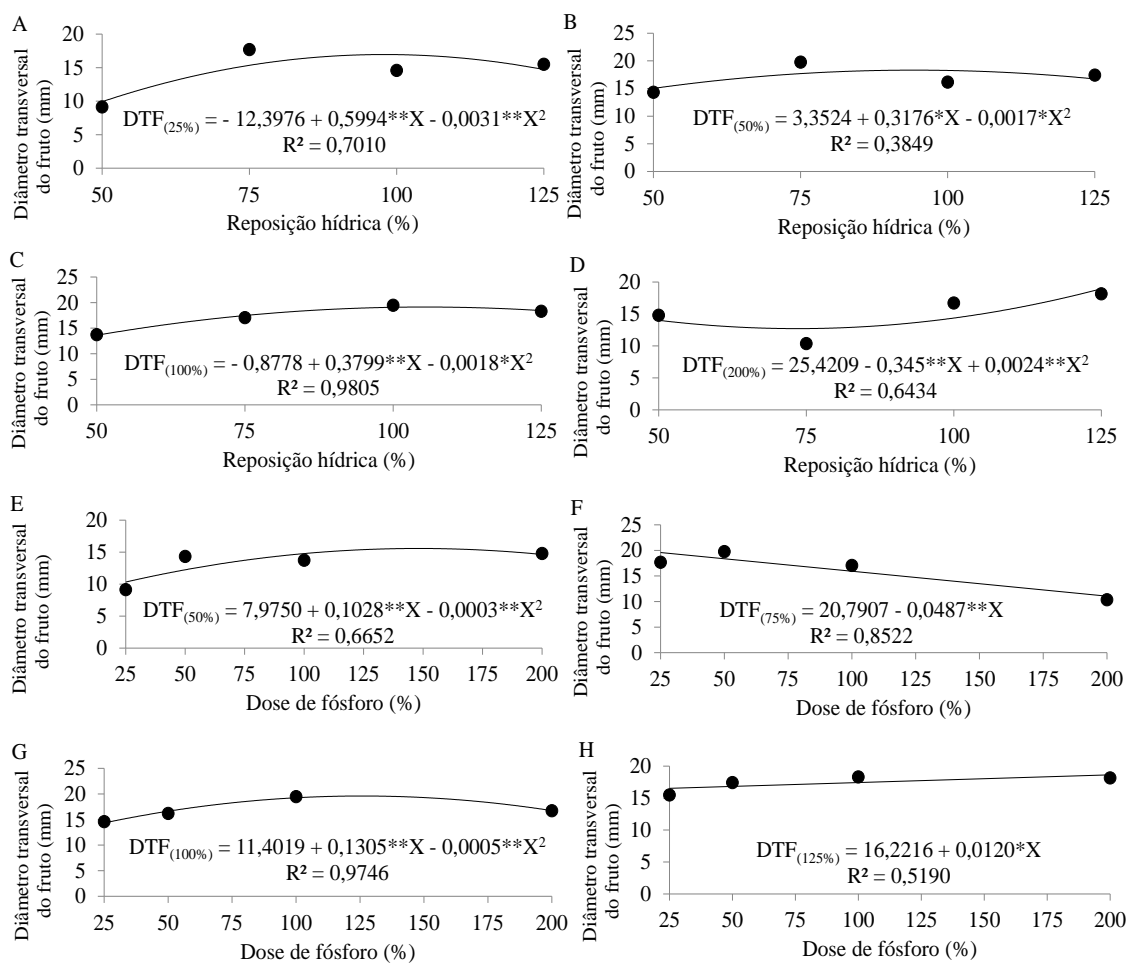 A
Diâmetro transversal
do fruto (mm)
20
15
10
5
0
DTF(25%) = - 12,3976 + 0,5994**X - 0,0031**X²
R² = 0,7010
50 75 100 125
Reposição hídrica (%)
B
Diâmetro transversal
do fruto (mm)
25
20
15
10
5
0
DTF(50%) = 3,3524 + 0,3176*X - 0,0017*X²
R² = 0,3849
50 75 100 125
Reposição hídrica (%)
C
Diâmetro transversal
do fruto (mm)
25
20
15
10
5
0
DTF(100%) = - 0,8778 + 0,3799**X - 0,0018*X²
R² = 0,9805
50 75 100 125
Reposição hídrica (%)
D
Diâmetro transversal
do fruto (mm)
20
15
10
5
0
DTF(200%) = 25,4209 - 0,345**X + 0,0024**X²
R² = 0,6434
50 75 100 125
Reposição hídrica (%)
E
Diâmetro transversal
do fruto (mm)
20
15
10
5
0
DTF(50%) = 7,9750 + 0,1028**X - 0,0003**X²
R² = 0,6652
25 50 75 100 125 150 175 200
Dose de fósforo (%)
F
Diâmetro transversal
do fruto (mm)
25
20
15
10
5
0
DTF(75%) = 20,7907 - 0,0487**X
R² = 0,8522
25 50 75 100 125 150 175 200
Dose de fósforo (%)
G
Diâmetro transversal
do fruto (mm)
25
20
15
10
5
0
DTF(100%) = 11,4019 + 0,1305**X - 0,0005**X²
R² = 0,9746
25 50 75 100 125 150 175 200
Dose de fósforo (%)
H
Diâmetro transversal
do fruto (mm)
20
15
10
5
0
DTF(125%) = 16,2216 + 0,0120*X
R² = 0,5190
25 50 75 100 125 150 175 200
Dose de fósforo (%)